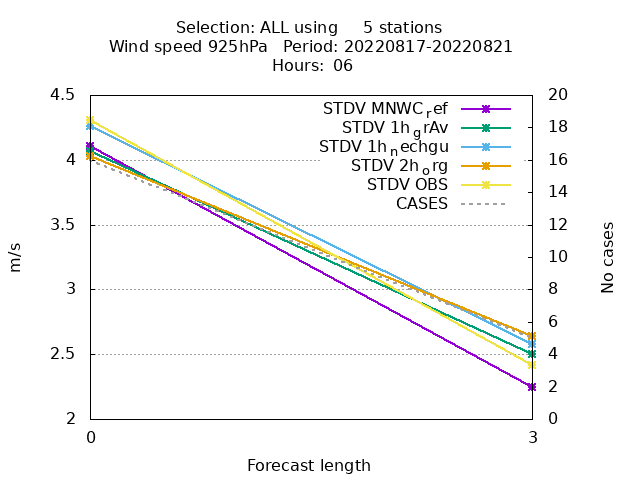 Selection: ALL using     5 stations
Wind speed 925hPa   Period: 20220817-20220821
Hours:  06
STDV MNWC_ref
STDV 1h_grAv
STDV 1h_nechgu
STDV 2h_org
STDV OBS
CASES
4.5
4
3.5
3
2.5
2
20
18
16
14
12
10
8
6
4
2
0
m/s
No cases
0
3
Forecast length